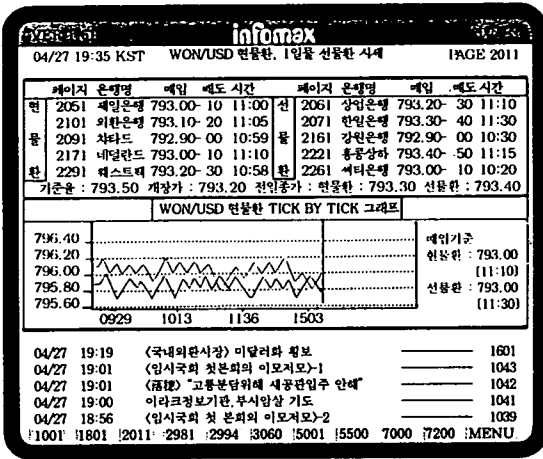 infomax
04/27 19:35 KST WON/USD 현물환, 1일물 선물환 시세 PAGE 2011
페이지 은행명 매입 매도 시간 페이지 은행명 매입 매도 시간
현 2051 제일은행 793.00- 10 11:00 선 2061 상업은행 793.20- 30 11:10
2101 외환은행 793.10- 20 11:05 2071 한일은행 793.30- 40 11:30
물 2091 챠타드 792.90- 00 10:59 물 2161 강원은행 792.90- 00 10:30
2171 네덜란드 793.00- 10 11:10 2221 홍콩상하 793.40- .50 11:15
환 2291 웨스트팩 793.20- 30 10:58 환 2261 씨티은행 793.00- 10 10:20
기준율 : 793.50 개장가 : 793.20 전일종가 : 현물환 : 793.30 선물환 : 793.40
WON/USD 현물환 TICK BY TICK 그래프
796.40
796.20
796.00
795.80
795.60
0929 1013 1136 1503
매입기준
현물환 : 793.00
[11:10]
선물환 : 793.00
[11:30]
04/27 19:19 〈국내외환시장〉 미달러화 횡보 1601
04/27 19:01 〈임시국회 첫본회의 이모저모〉-1 1043
04/27 19:01 〈落穗〉 "고통분담위해 새공관입주 안해" 1042
04/27 19:00 이라크정보기관, 부시암살 기도 1041
04/27 18:56 〈임시국회 첫 본회의 이모저모〉-2 1039
1001 1801 2011 2981 2994 3060 5001 5500 7000 7200 MENU